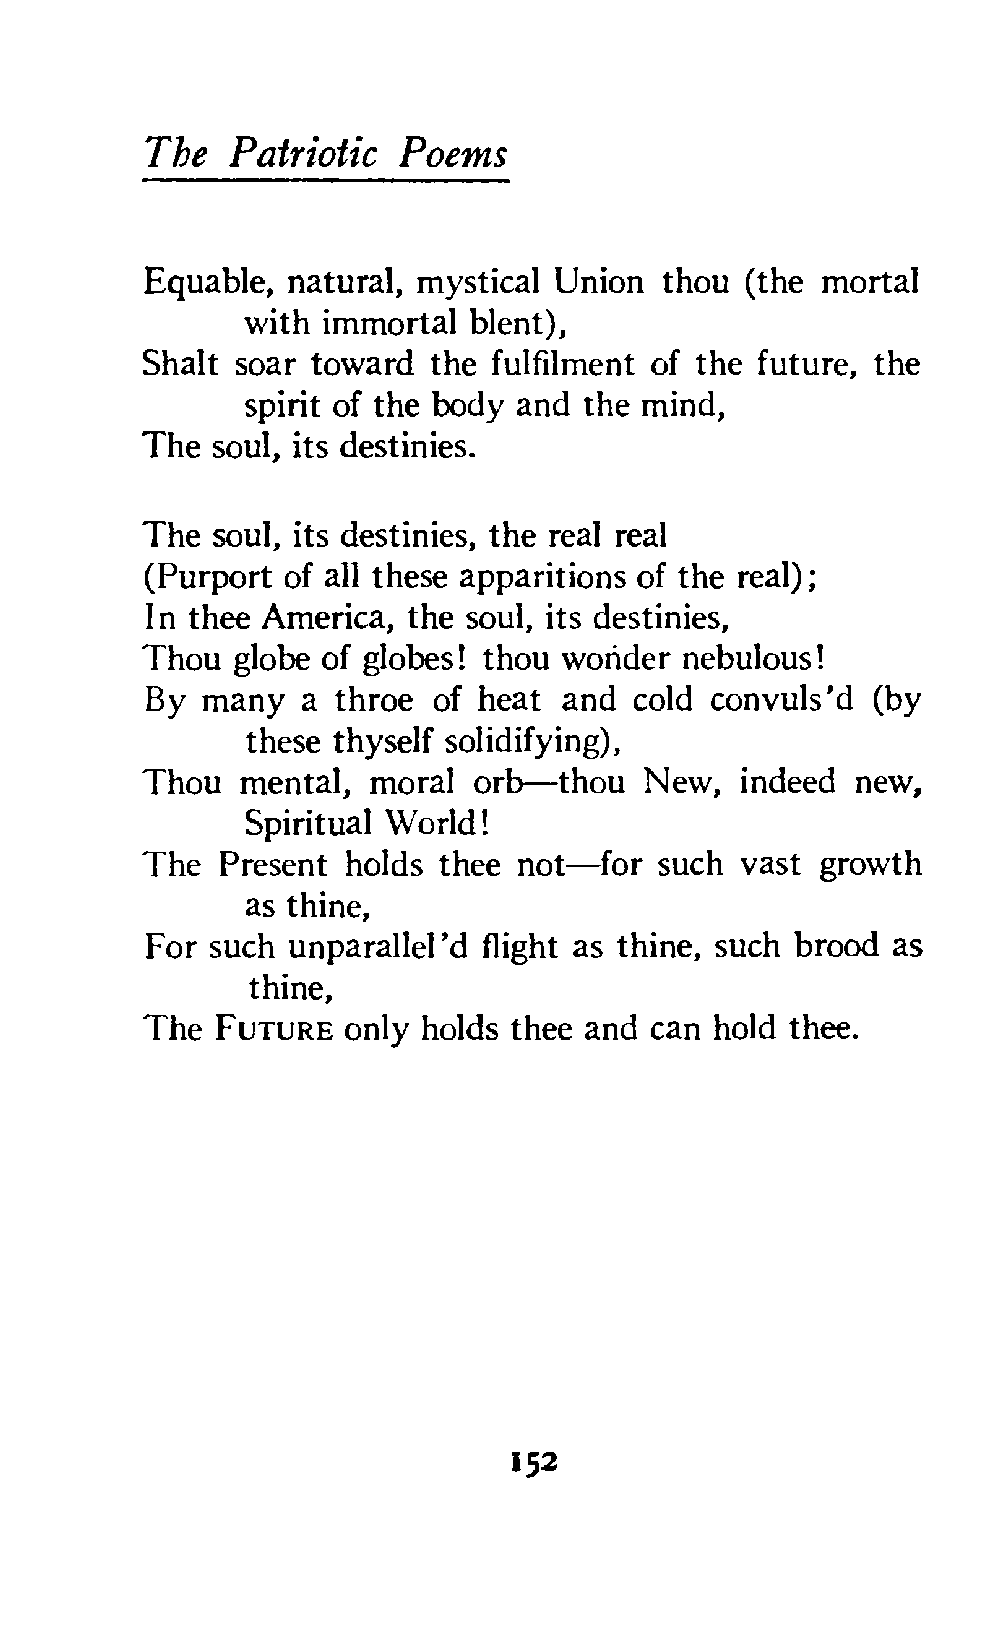 The Patriotic Poems
Equable, natural, mystical Union thou (the mortal
with immortal blent),
Shalt soar toward the fulfilment of the future, the
spirit of the body and the mind,
The soul, its destinies.
The soul, its destinies, the real real
(Purport of all these apparitions of the real);
In thee America, the soul, its destinies,
Thou globe of globes! thou wonder nebulous!
By many a throe of heat and cold convuls'd (by
these thyself solidifying),
Thou mental, moral orb—thou New, indeed new,
Spiritual World!
The Present holds thee not—for such vast growth
as thine,
For such unparallel'd flight as thine, such brood as
thine,
The FUTURE only holds thee and can hold thee.
152